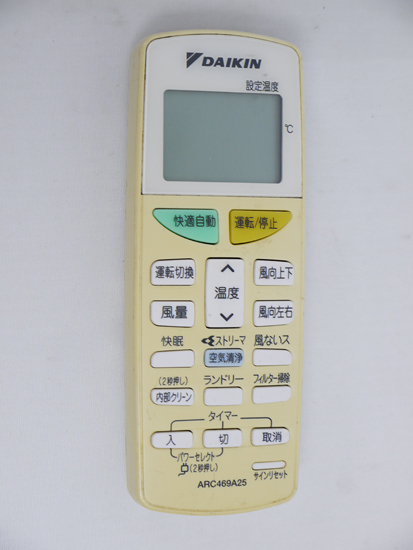 DAIKIN
設定温度
℃
快適自動 運転/停止
運転切換 風向上下
温度
風量 風向左右
快眠 ストリーマ 風ないス
空気清浄
(2秒押し) ランドリー フィルター掃除
内部クリーン
タイマー
入 切 取消
パワーセレクト
(2秒押し)
サインリセット
ARC469A25